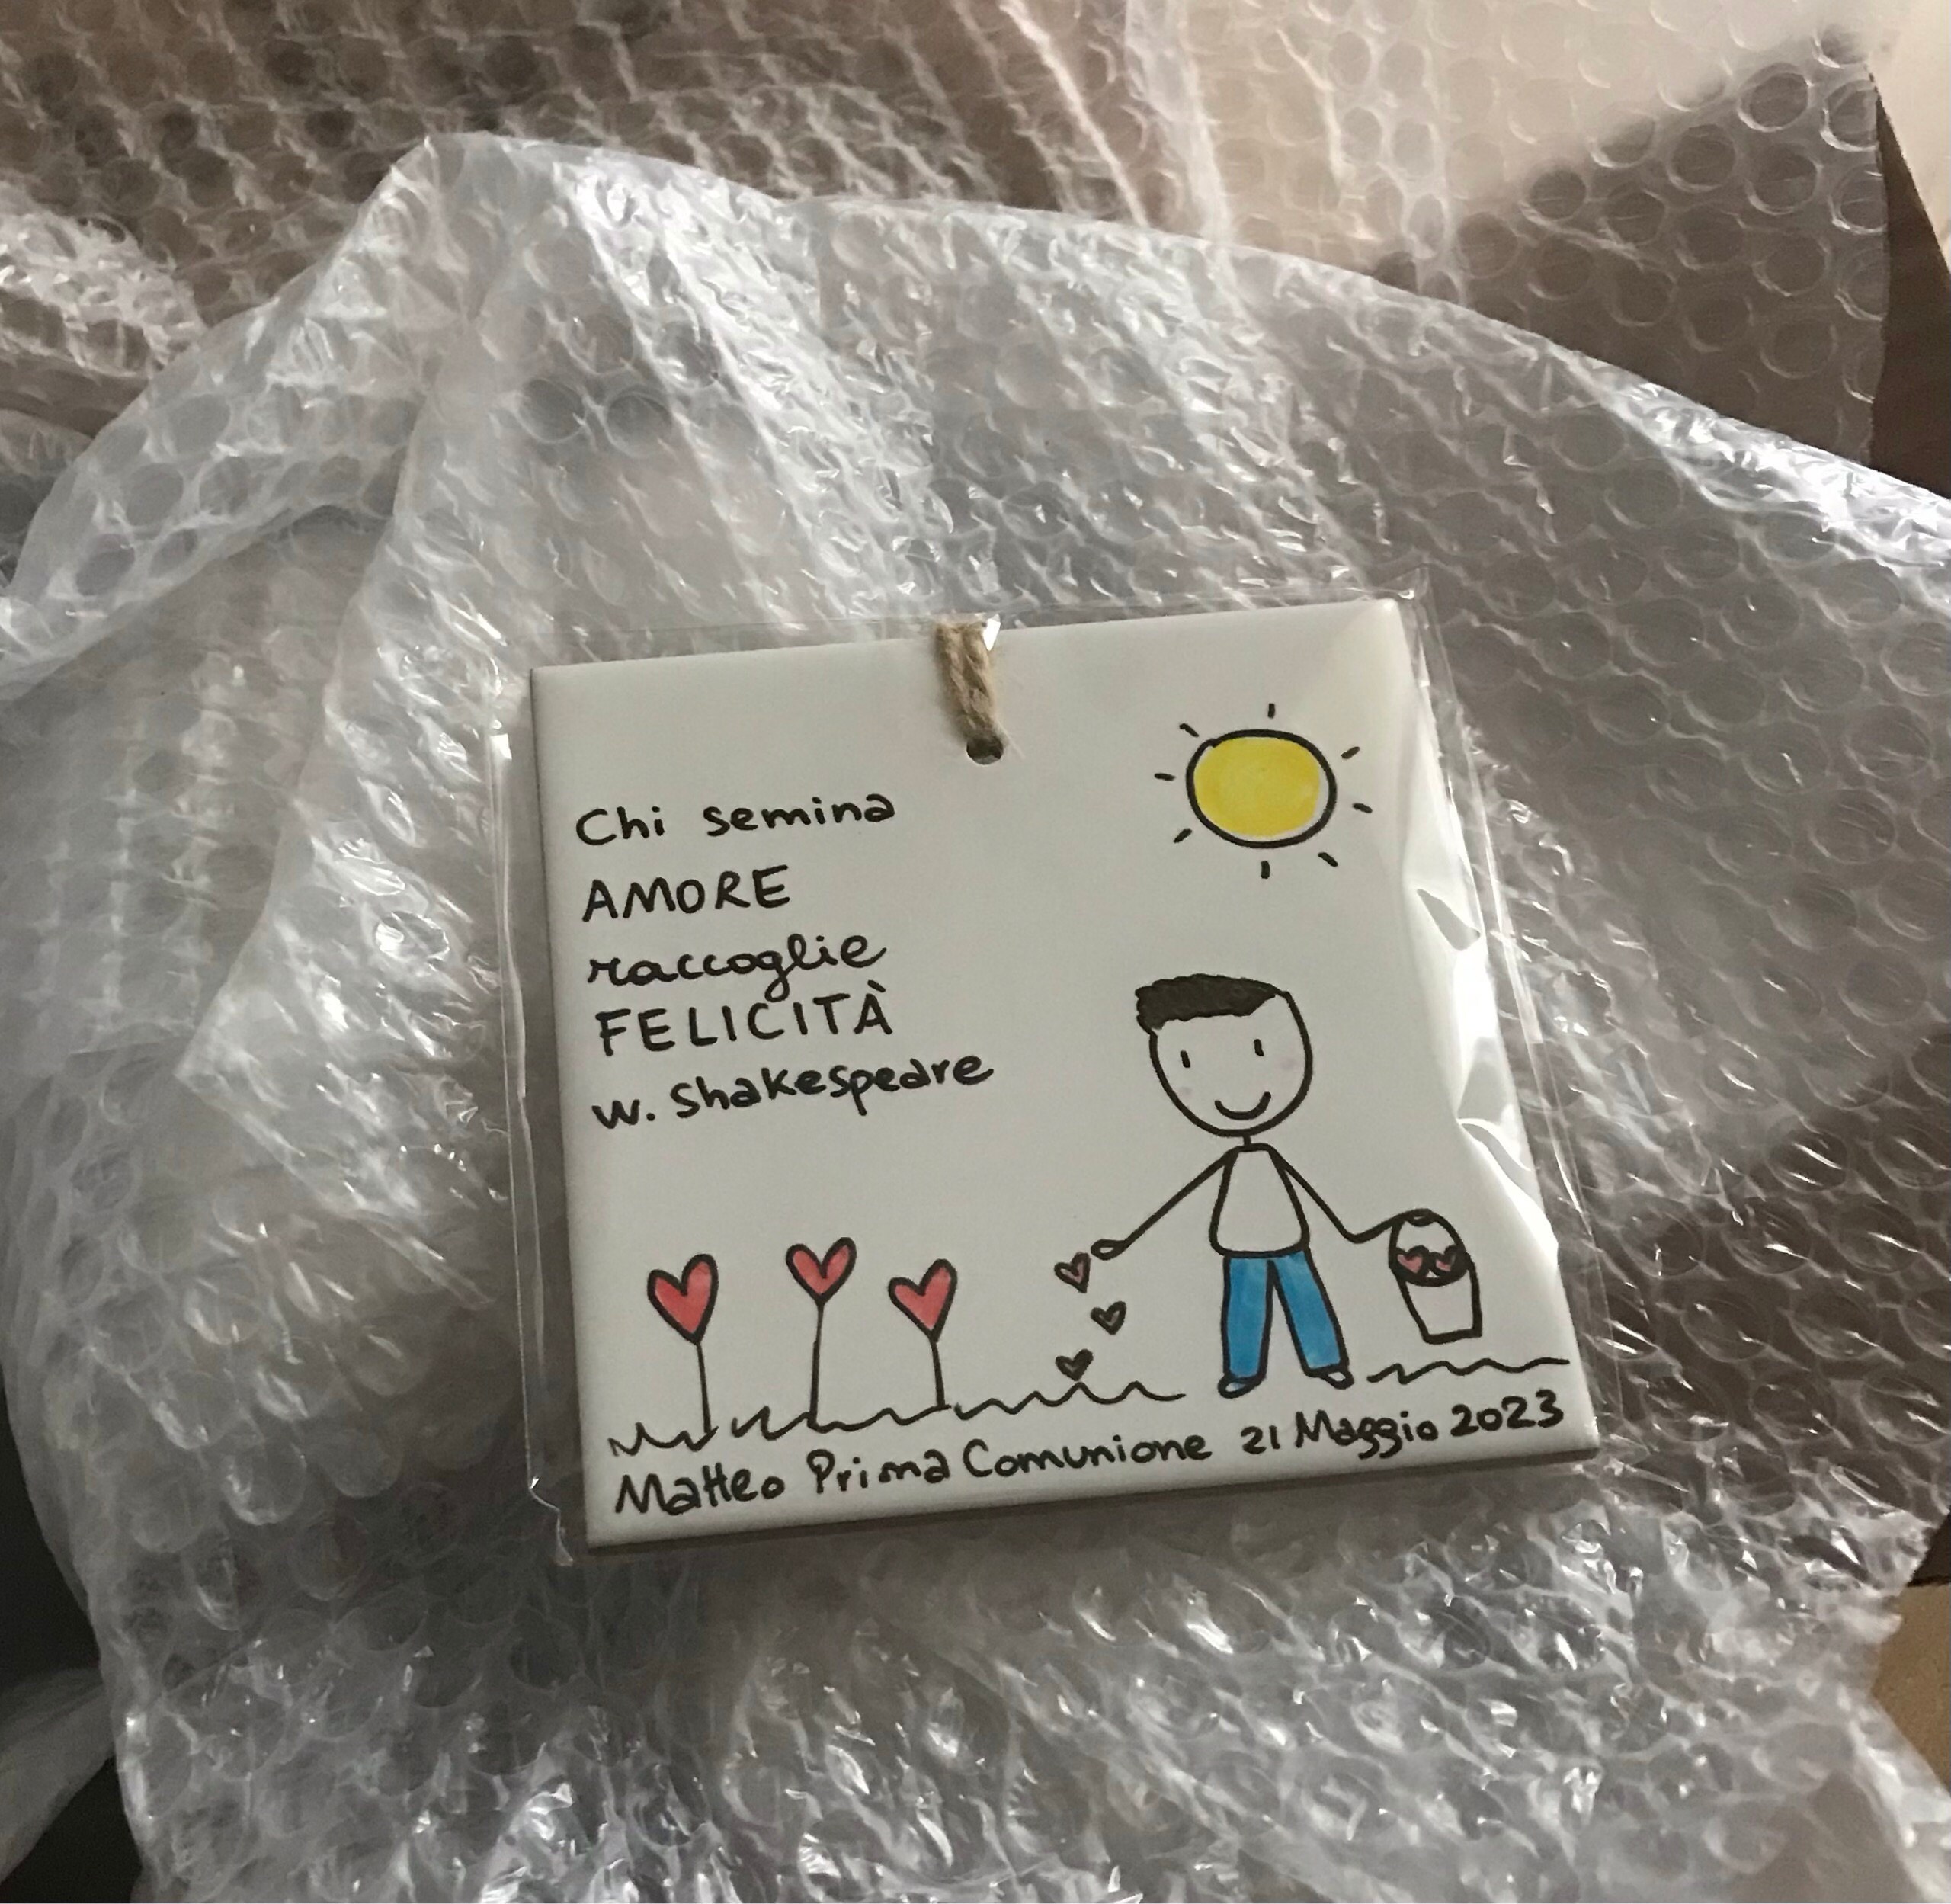 Chi semina
AMORE
raccoglie
FELICITÀ
W. Shakespeare
Matteo Prima Comunione 21 Maggio 2023